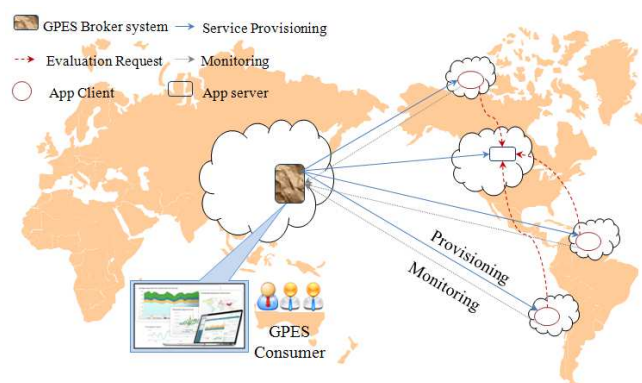 GPES Broker system
Service Provisioning
Evaluation Request
Monitoring
App Client
App server
Provisioning
Monitoring
GPES
Consumer